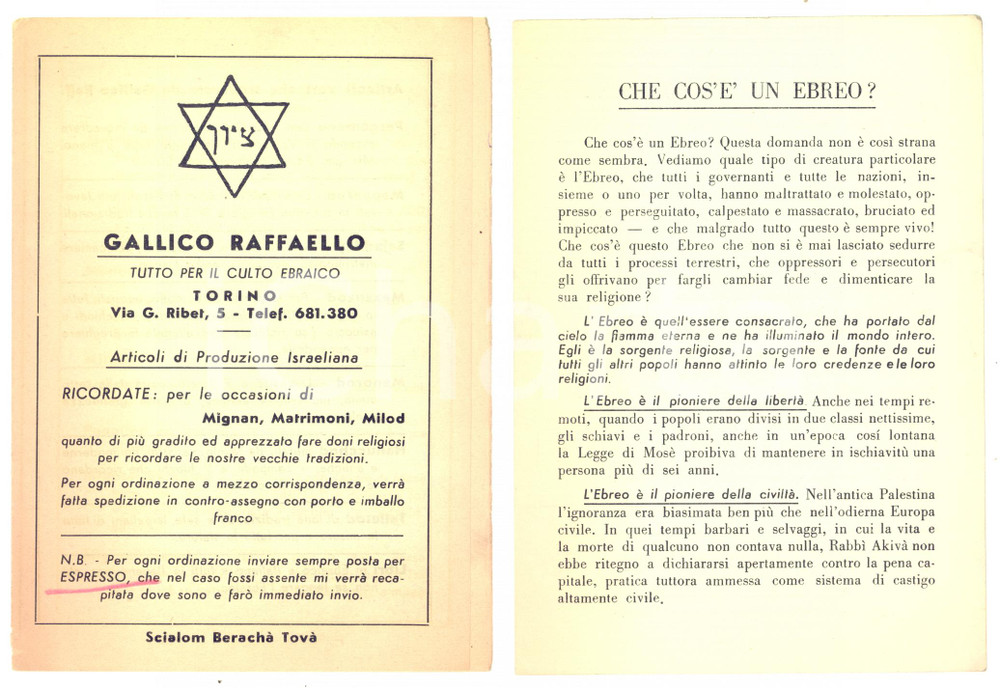 ציון
GALLICO RAFFAELLO
TUTTO PER IL CULTO EBRAICO
TORINO
Via G. Ribet, 5 - Telef. 681.380
Articoli di Produzione Israeliana
RICORDATE: per le occasioni di
Mignan, Matrimoni, Milod
quanto di più gradito ed apprezzato fare doni religiosi
per ricordare le nostre vecchie tradizioni.
Per ogni ordinazione a mezzo corrispondenza, verrà
fatta spedizione in contro-assegno con porto e imballo
franco
N.B. - Per ogni ordinazione inviare sempre posta per
ESPRESSO, che nel caso fossi assente mi verrà reca-
pitata dove sono e farò immediato invio.
Scialom Berachà Tovà
CHE COS'E' UN EBREO?
Che cos'è un Ebreo? Questa domanda non è così strana
come sembra. Vediamo quale tipo di creatura particolare
è l'Ebreo, che tutti i governanti e tutte le nazioni, in-
sieme o uno per volta, hanno maltrattato e molestato, op-
presso e perseguitato, calpestato e massacrato, bruciato ed
impiccato — e che malgrado tutto questo è sempre vivo!
Che cos'è questo Ebreo che non si è mai lasciato sedurre
da tutti i processi terrestri, che oppressori e persecutori
gli offrivano per fargli cambiar fede e dimenticare la
sua religione?
L'Ebreo è quell'essere consacrato, che ha portato dal
cielo la fiamma eterna e ne ha illuminato il mondo intero.
Egli è la sorgente religiosa, la sorgente e la fonte da cui
tutti gli altri popoli hanno attinto le loro credenze e le loro
religioni.
L'Ebreo è il pioniere della libertà. Anche nei tempi re-
moti, quando i popoli erano divisi in due classi nettissime,
gli schiavi e i padroni, anche in un'epoca cosí lontana
la Legge di Mosè proibiva di mantenere in ischiavitù una
persona più di sei anni.
L'Ebreo è il pioniere della civiltà. Nell'antica Palestina
l'ignoranza era biasimata ben più che nell'odierna Europa
civile. In quei tempi barbari e selvaggi, in cui la vita e
la morte di qualcuno non contava nulla, Rabbì Akivà non
ebbe ritegno a dichiararsi apertamente contro la pena ca-
pitale, pratica tuttora ammessa come sistema di castigo
altamente civile.